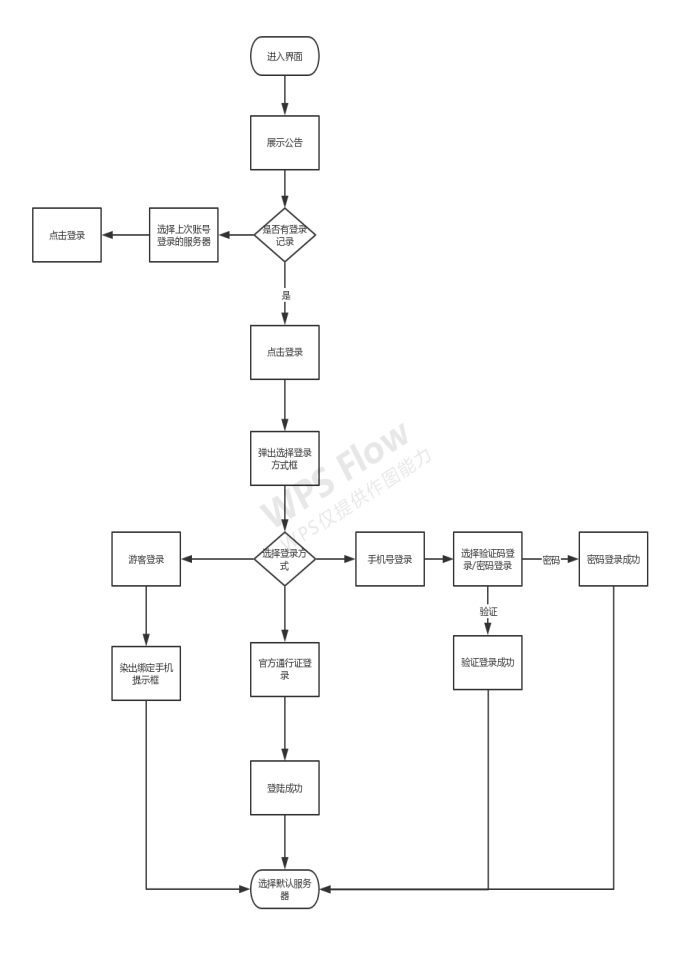 进入界面
展示公告
是否有登录
记录
选择上次账号
登录的服务器
点击登录
是
点击登录
弹出选择登录
方式框
选择登录方
式
游客登录
手机号登录
选择验证码登
录/密码登录
密码
密码登录成功
验证
染出绑定手机
提示框
官方通行证登
录
验证登录成功
登陆成功
选择默认服务
器
WPS Flow
WPS仅提供作图能力